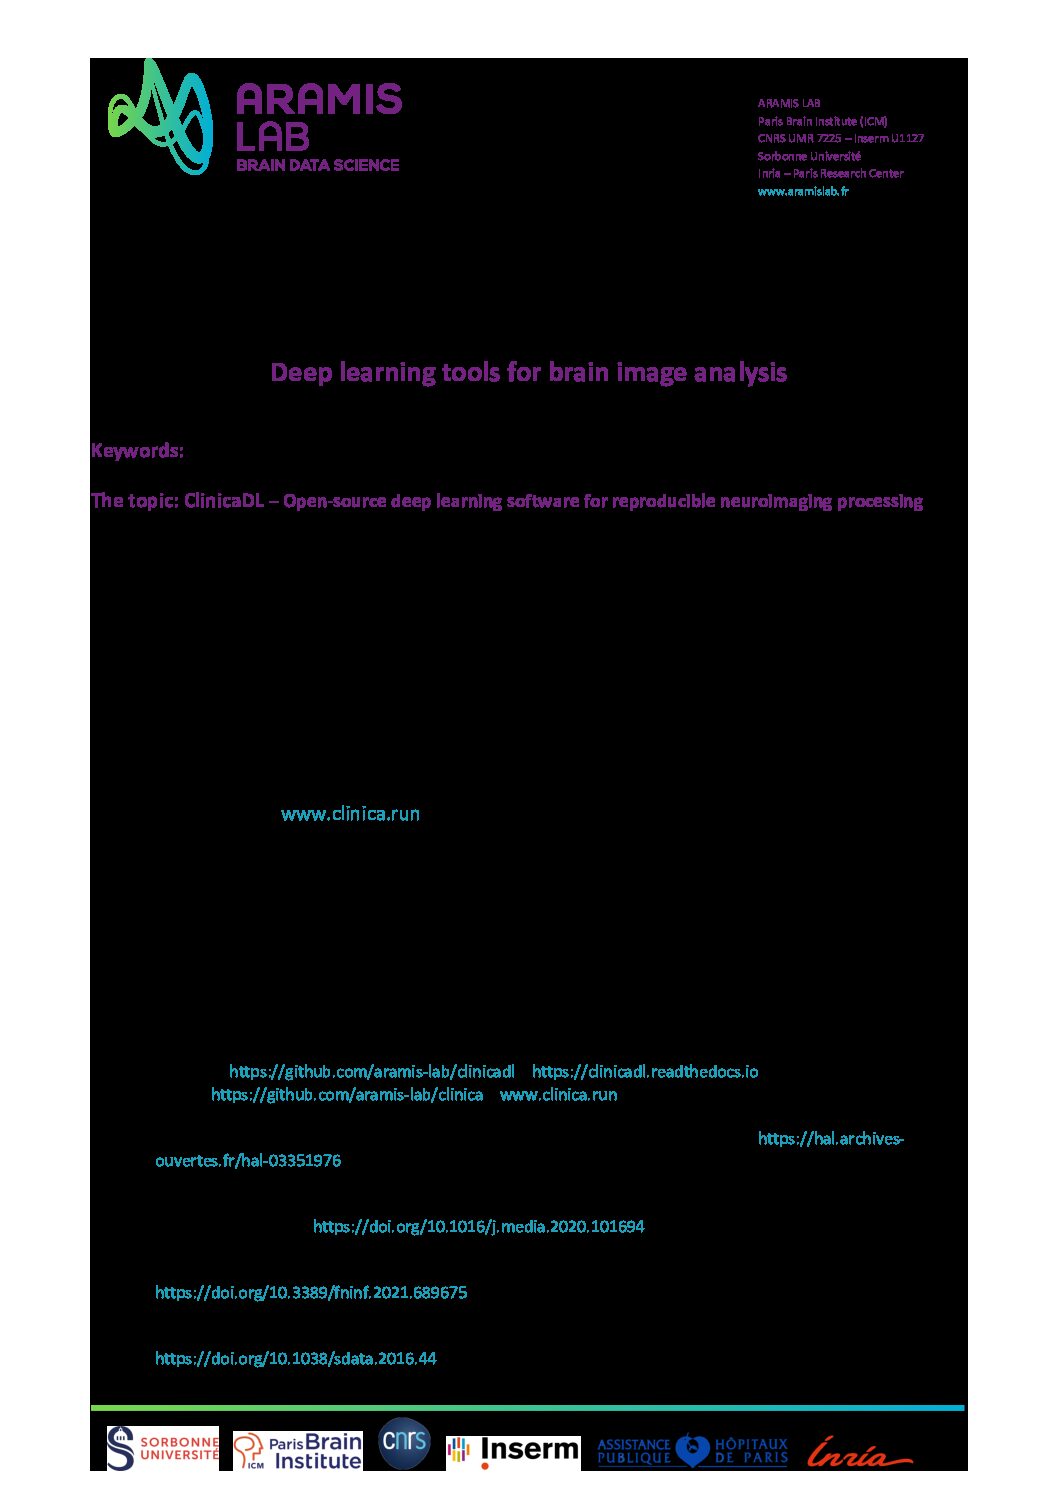 ARAMIS
LAB
BRAIN DATA SCIENCE
ARAMIS LAB
Paris Brain Institute (ICM)
CNRS UMR 7225 – Inserm U1127
Sorbonne Université
Inria – Paris Research Center
www.aramislab.fr
Deep learning tools for brain image analysis
Keywords:
The topic: ClinicaDL – Open-source deep learning software for reproducible neuroimaging processing
www.clinica.run
https://github.com/aramis-lab/clinicadl https://clinicadl.readthedocs.io
https://github.com/aramis-lab/clinica www.clinica.run
https://hal.archives-
ouvertes.fr/hal-03351976
https://doi.org/10.1016/j.media.2020.101694
https://doi.org/10.3389/fninf.2021.689675
https://doi.org/10.1038/sdata.2016.44
SORBONNE
UNIVERSITÉ
ICM
Paris Brain
Institute
cnrs
Inserm
ASSISTANCE
PUBLIQUE
HÔPITAUX
DE PARIS
Inria